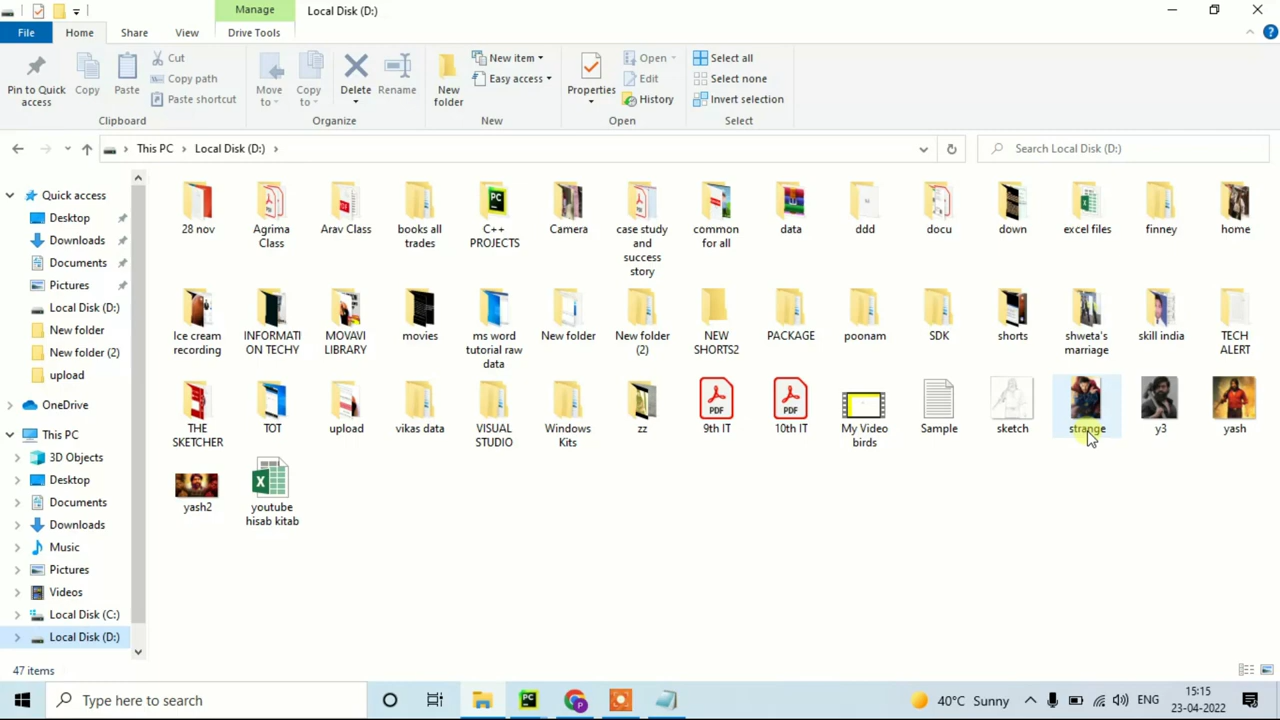 Manage
Local Disk (D:)
File
Home
Share
View
Drive Tools
Pin to Quick
access
Copy
Paste
Cut
Copy path
Paste shortcut
Clipboard
Move
to
Copy
to
Delete
Rename
Organize
New
folder
New item
Easy access
New
Properties
Open
Edit
History
Open
Select all
Select none
Invert selection
Select
This PC
Local Disk (D:)
Search Local Disk (D:)
Quick access
Desktop
Downloads
Documents
Pictures
Local Disk (D:)
New folder
New folder (2)
upload
OneDrive
This PC
3D Objects
Desktop
Documents
Downloads
Music
Pictures
Videos
Local Disk (C:)
Local Disk (D:)
28 nov
Agrima
Class
Arav Class
books all
trades
PC
C++
PROJECTS
Camera
case study
and
success
story
common
for all
data
ddd
docu
down
excel files
finney
home
Ice cream
recording
INFORMATI
ON TECHY
MOVAVI
LIBRARY
movies
ms word
tutorial raw
data
New folder
New folder
(2)
NEW
SHORTS2
PACKAGE
poonam
SDK
shorts
shweta's
marriage
skill india
TECH
ALERT
THE
SKETCHER
TOT
upload
vikas data
VISUAL
STUDIO
Windows
Kits
zz
PDF
9th IT
PDF
10th IT
My Video
birds
Sample
sketch
strange
y3
yash
yash2
youtube
hisab kitab
47 items
Type here to search
PC
P
40°C Sunny
ENG
15:15
23-04-2022